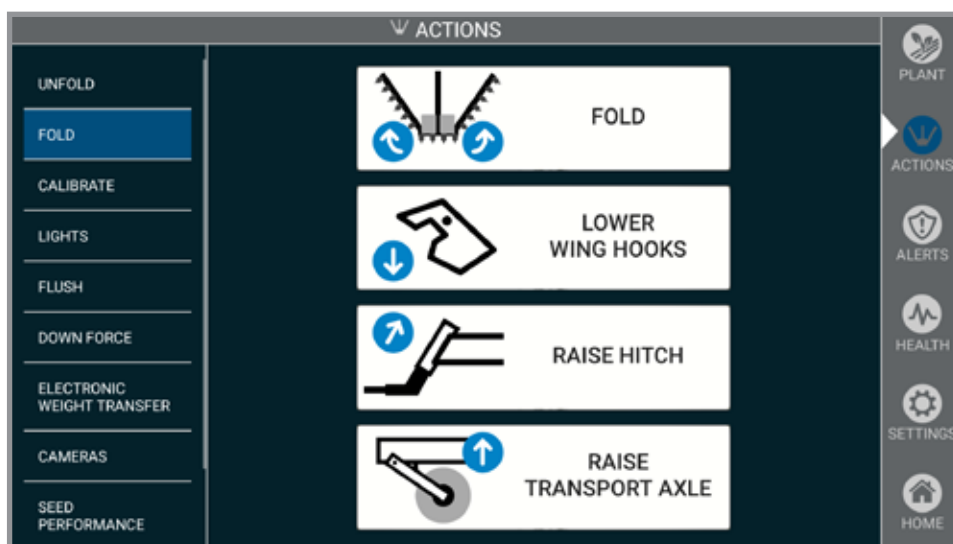 ACTIONS
UNFOLD
FOLD
CALIBRATE
LIGHTS
FLUSH
DOWN FORCE
ELECTRONIC
WEIGHT TRANSFER
CAMERAS
SEED
PERFORMANCE
FOLD
LOWER
WING HOOKS
RAISE HITCH
RAISE
TRANSPORT AXLE
PLANT
ACTIONS
ALERTS
HEALTH
SETTINGS
HOME